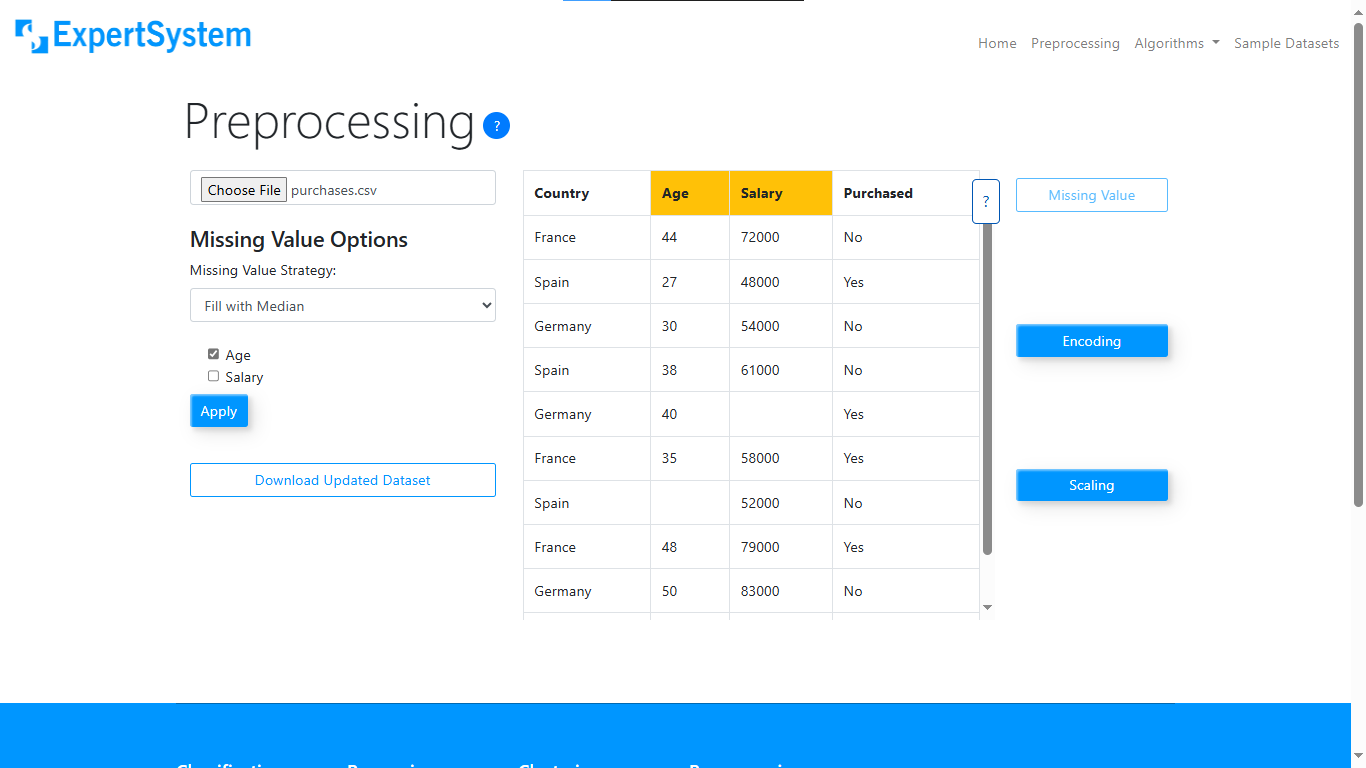 ExpertSystem
Home Preprocessing Algorithms Sample Datasets
Preprocessing ?
Choose File purchases.csv
Missing Value Options
Missing Value Strategy:
Fill with Median
Age
Salary
Apply
Download Updated Dataset
Country Age Salary Purchased
France 44 72000 No
Spain 27 48000 Yes
Germany 30 54000 No
Spain 38 61000 No
Germany 40 Yes
France 35 58000 Yes
Spain 52000 No
France 48 79000 Yes
Germany 50 83000 No
?
Missing Value
Encoding
Scaling